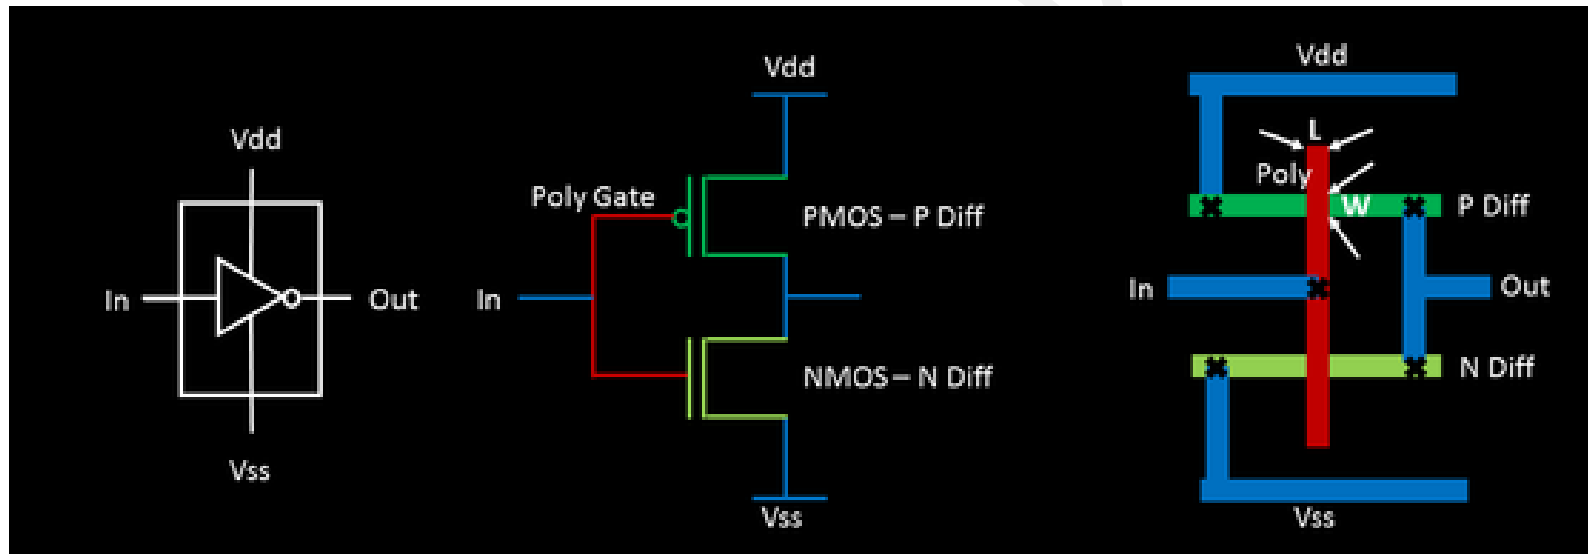 Vdd
In
Out
Vss
Vdd
Poly Gate
PMOS – P Diff
In
NMOS – N Diff
Vss
Vdd
L
Poly
W
P Diff
In
Out
N Diff
Vss